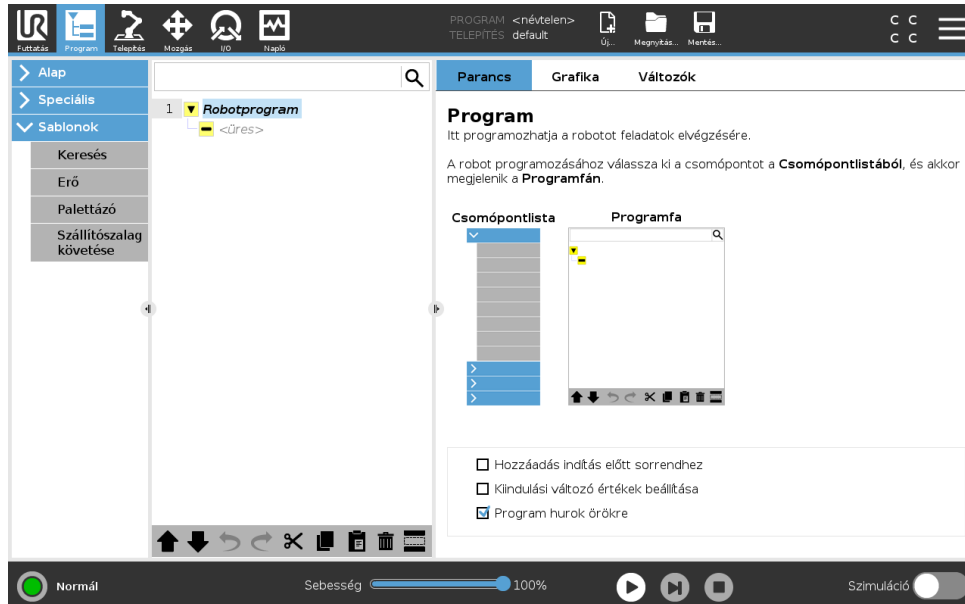 PROGRAM <névtelen>
TELEPÍTÉS default
C C
C C
Futtatás Program Telepítés Mozgás I/O Napló Új... Megnyitás... Mentés...
Alap
Speciális
Sablonok
Keresés
Erő
Palettázó
Szállítószalag
követése
1 Robotprogram
<üres>
Parancs Grafika Változók
Program
Itt programozhatja a robotot feladatok elvégzésére.
A robot programozásához válassza ki a csomópontot a Csomópontlistából, és akkor
megjelenik a Programfán.
Csomópontlista Programfa
Hozzáadás indítás előtt sorrendhez
Kiindulási változó értékek beállítása
Program hurok örökre
Normál Sebesség 100% Szimuláció